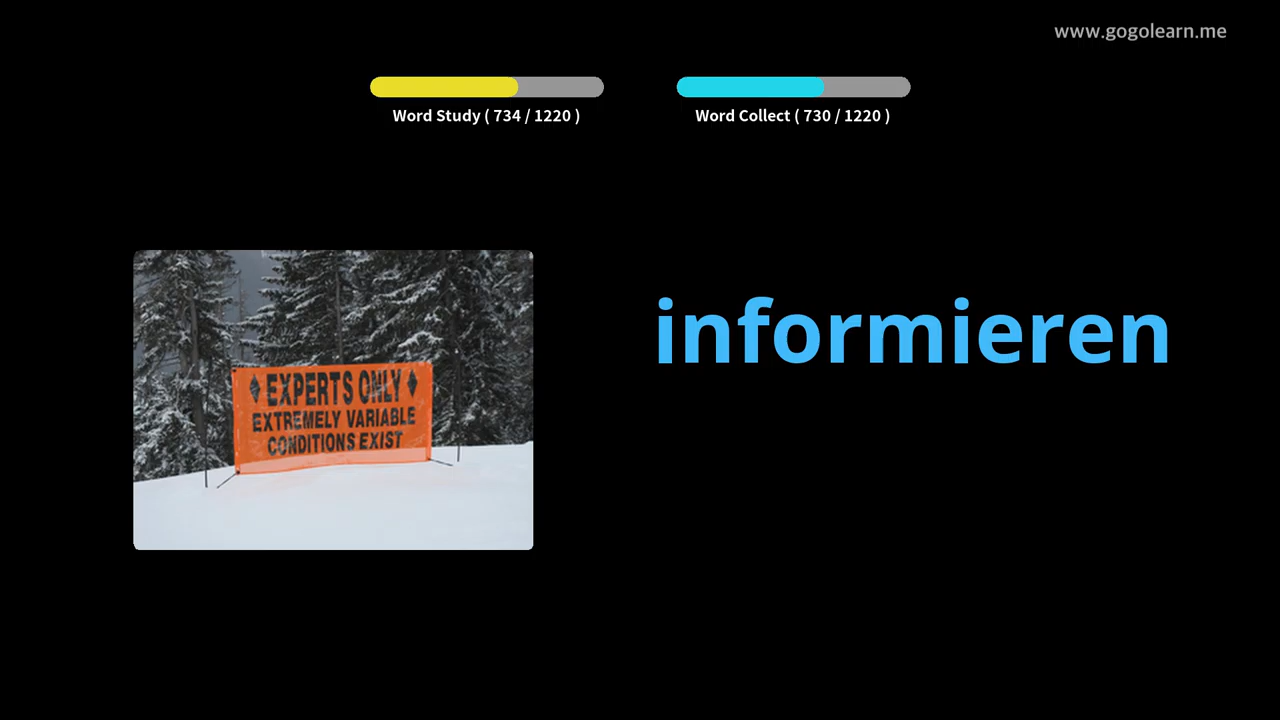 www.gogolearn.me
Word Study ( 734 / 1220 )
Word Collect ( 730 / 1220 )
informieren
♦ EXPERTS ONLY ♦
EXTREMELY VARIABLE
CONDITIONS EXIST